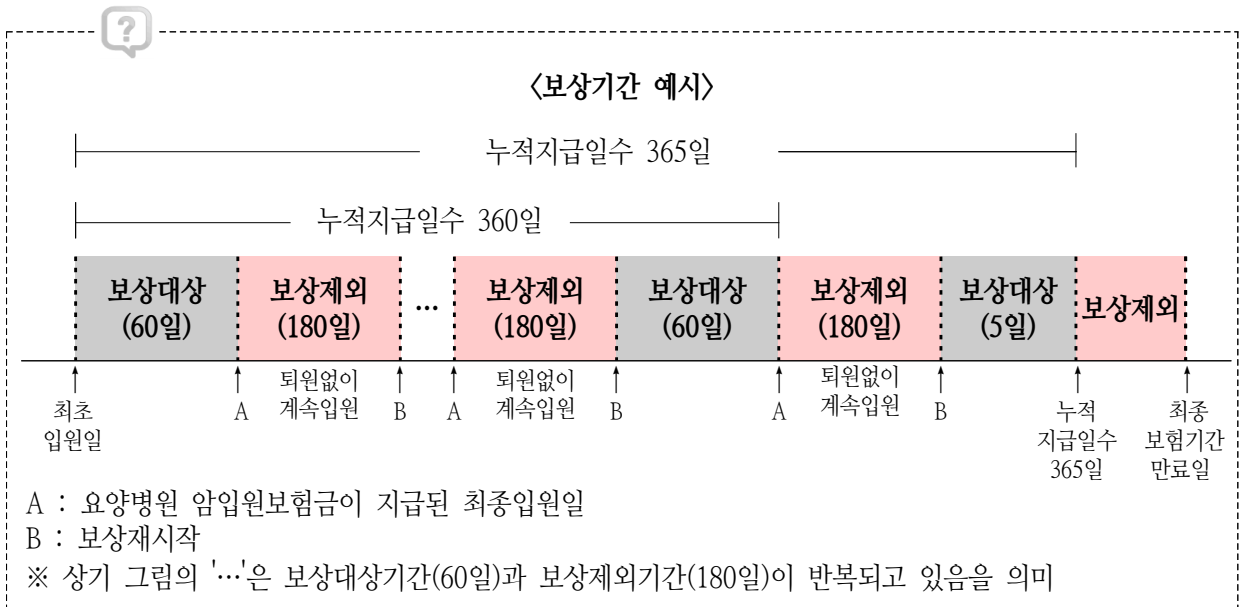 ?
〈보상기간 예시〉
누적지급일수 365일
누적지급일수 360일
보상대상 보상제외 … 보상제외 보상대상 보상제외 보상대상 보상제외
(60일) (180일) (180일) (60일) (180일) (5일)
최초 A 퇴원없이 B A 퇴원없이 B A 퇴원없이 B 누적 최종
입원일 계속입원 계속입원 계속입원 지급일수 보험기간
365일 만료일
A : 요양병원 암입원보험금이 지급된 최종입원일
B : 보상재시작
※ 상기 그림의 '…'은 보상대상기간(60일)과 보상제외기간(180일)이 반복되고 있음을 의미